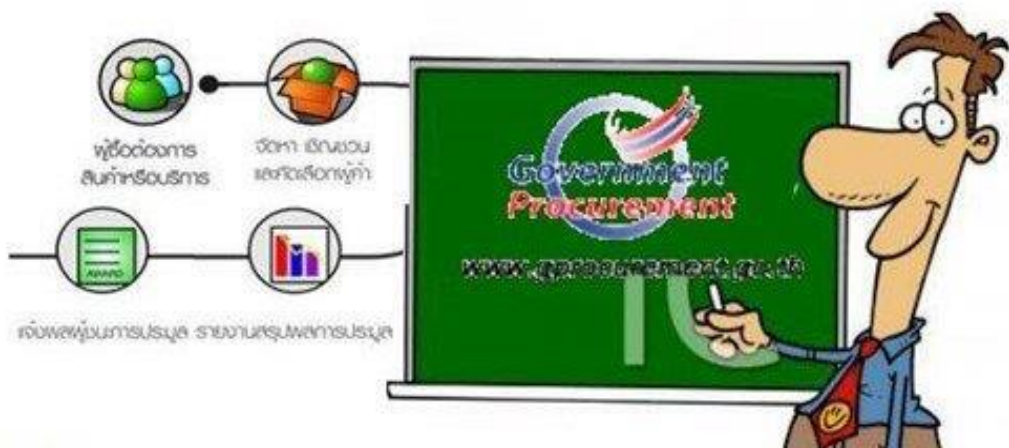 ผู้ซื้อต้องการ
สินค้าหรือบริการ
จัดหา เชิญชวน
และคัดเลือกผู้ค้า
Government
Procurement
www.gprocurement.go.th
AWARD
แจ้งผลผู้ชนะการประมูล
รายงานสรุปผลการประมูล